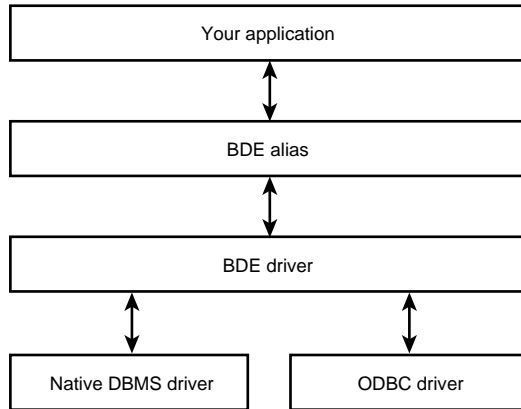 Your application
BDE alias
BDE driver
Native DBMS driver
ODBC driver